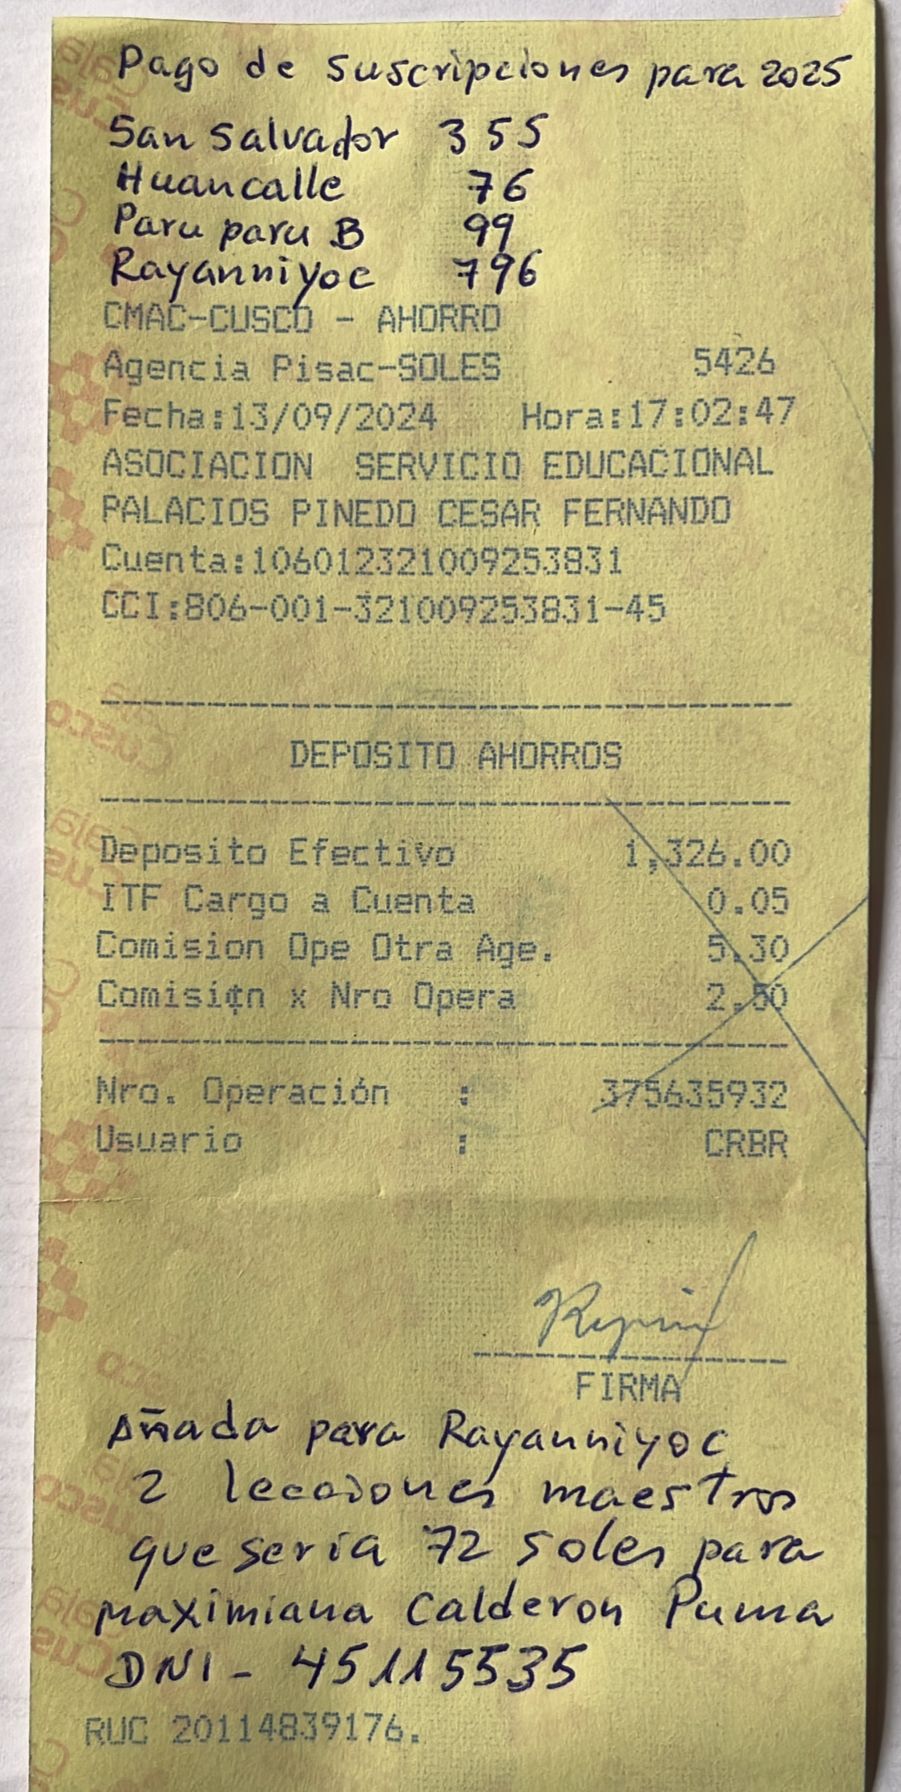 Pago de Suscripciones para 2025
San Salvador 355
Huancalle 76
Paru paru B 99
Rayanniyoc 796
CMAC-CUSCO - AHORRO
Agencia Pisac-SOLES 5426
Fecha:13/09/2024 Hora:17:02:47
ASOCIACION SERVICIO EDUCACIONAL
PALACIOS PINEDO CESAR FERNANDO
Cuenta:106012321009253831
CCI:806-001-321009253831-45
DEPOSITO AHORROS
Deposito Efectivo 1,326.00
ITF Cargo a Cuenta 0.05
Comision Ope Otra Age. 5.30
Comisión x Nro Opera 2.50
Nro. Operación : 375635932
Usuario : CRBR
FIRMA
Añada para Rayanniyoc
2 lecciones maestros
que seria 72 soles para
Maximiana Calderon Puma
DNI - 45115535
RUC 20114839176.